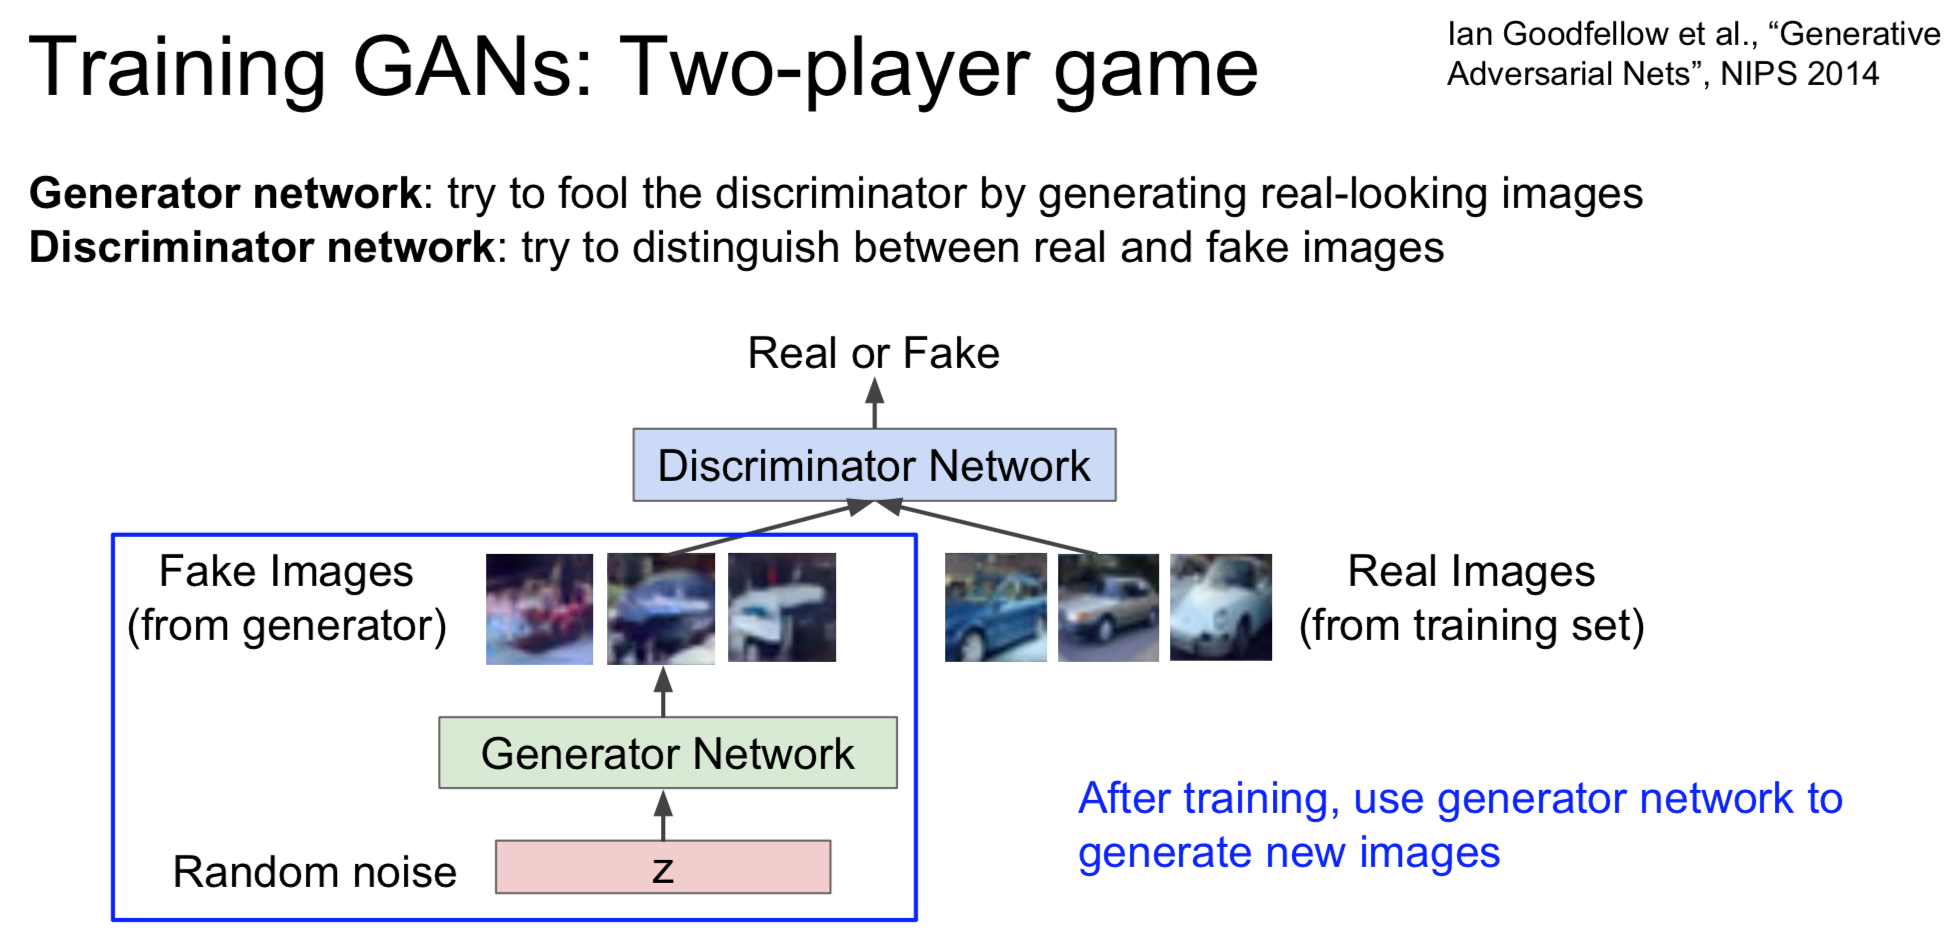 Training GANs: Two-player game
Ian Goodfellow et al., “Generative
Adversarial Nets”, NIPS 2014
Generator network: try to fool the discriminator by generating real-looking images
Discriminator network: try to distinguish between real and fake images
Real or Fake
Discriminator Network
Fake Images
(from generator)
Real Images
(from training set)
Generator Network
After training, use generator network to
generate new images
Random noise
z